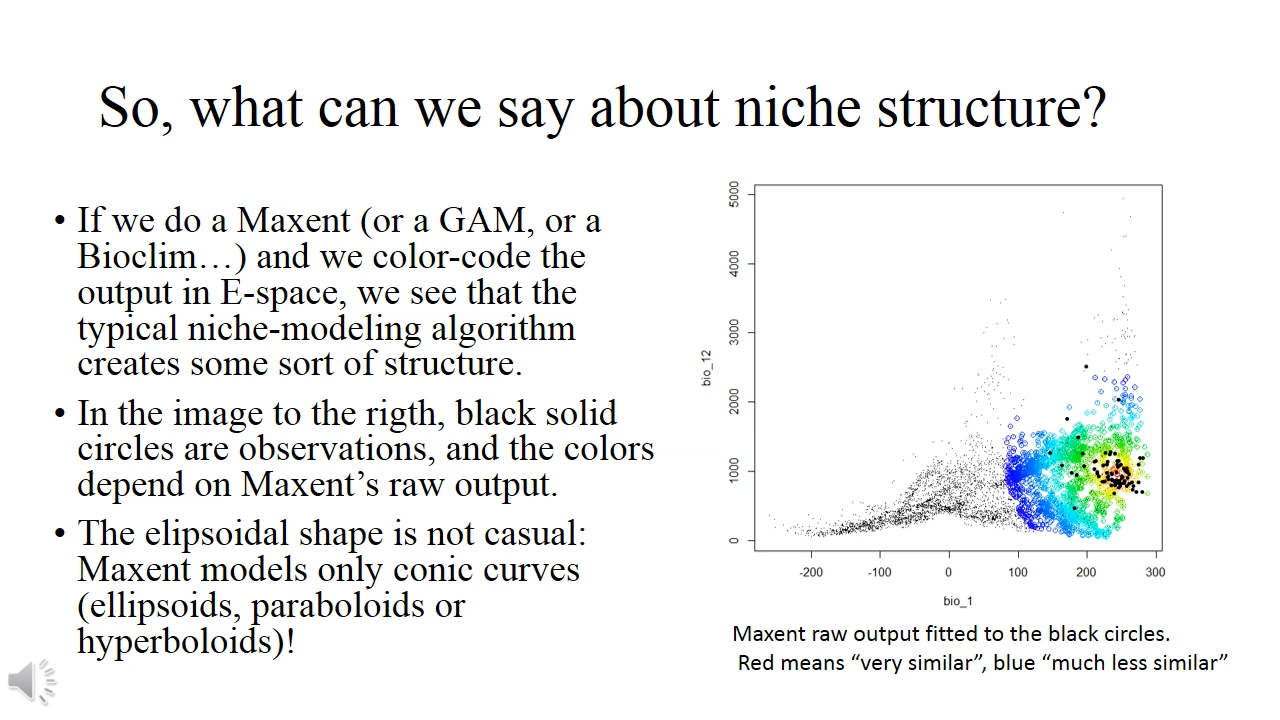 So, what can we say about niche structure?
• If we do a Maxent (or a GAM, or a
Bioclim…) and we color-code the
output in E-space, we see that the
typical niche-modeling algorithm
creates some sort of structure.
• In the image to the rigth, black solid
circles are observations, and the colors
depend on Maxent’s raw output.
• The elipsoidal shape is not casual:
Maxent models only conic curves
(ellipsoids, paraboloids or
hyperboloids)!
bio_12
5000
4000
3000
2000
1000
0
-200 -100 0 100 200 300
bio_1
Maxent raw output fitted to the black circles.
Red means “very similar”, blue “much less similar”